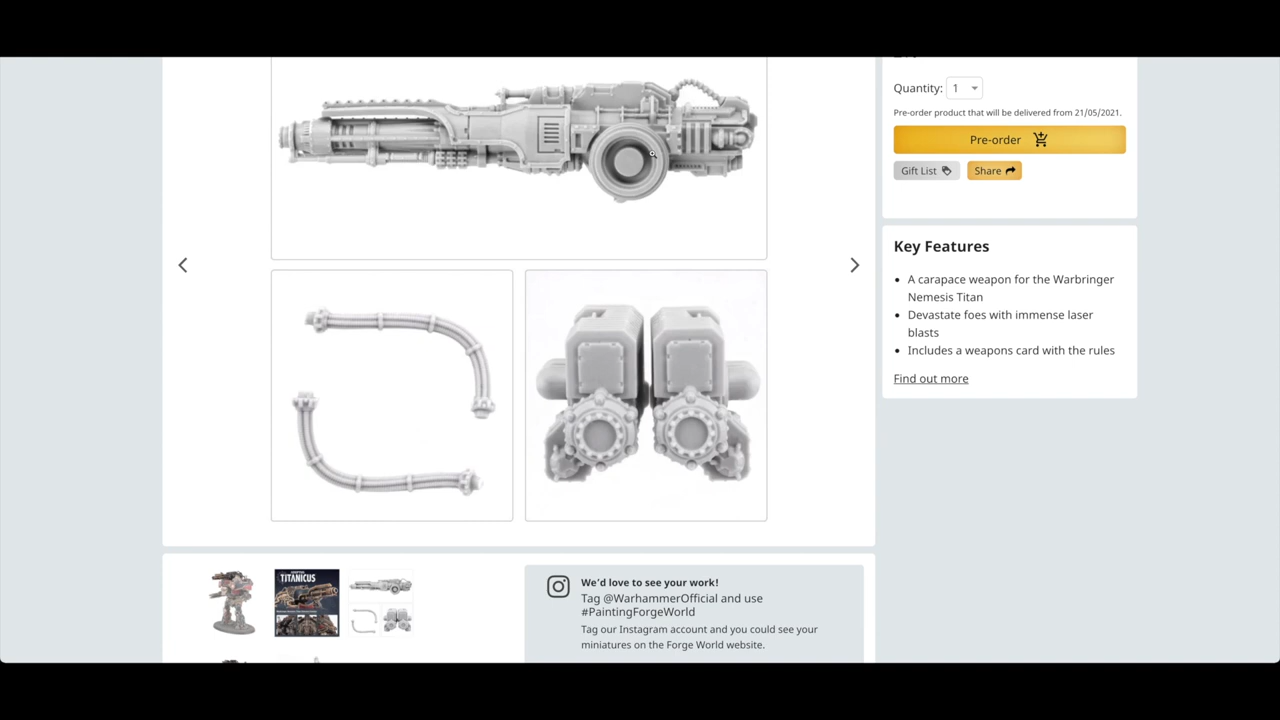 Quantity: 1
Pre-order product that will be delivered from 21/05/2021.
Pre-order
Gift List
Share
Key Features
A carapace weapon for the Warbringer
Nemesis Titan
Devastate foes with immense laser
blasts
Includes a weapons card with the rules
Find out more
TITANICUS
We'd love to see your work!
Tag @WarhammerOfficial and use
#PaintingForgeWorld
Tag our Instagram account and you could see your
miniatures on the Forge World website.